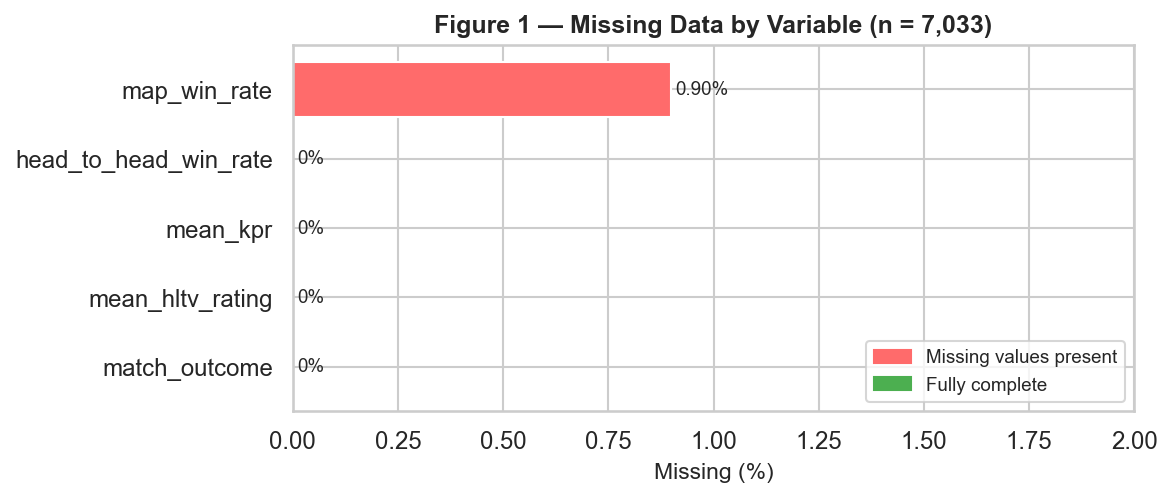 Figure 1 — Missing Data by Variable (n = 7,033)
map_win_rate
0.90%
head_to_head_win_rate
0%
mean_kpr
0%
mean_hltv_rating
0%
match_outcome
0%
Missing values present
Fully complete
0.00 0.25 0.50 0.75 1.00 1.25 1.50 1.75 2.00
Missing (%)